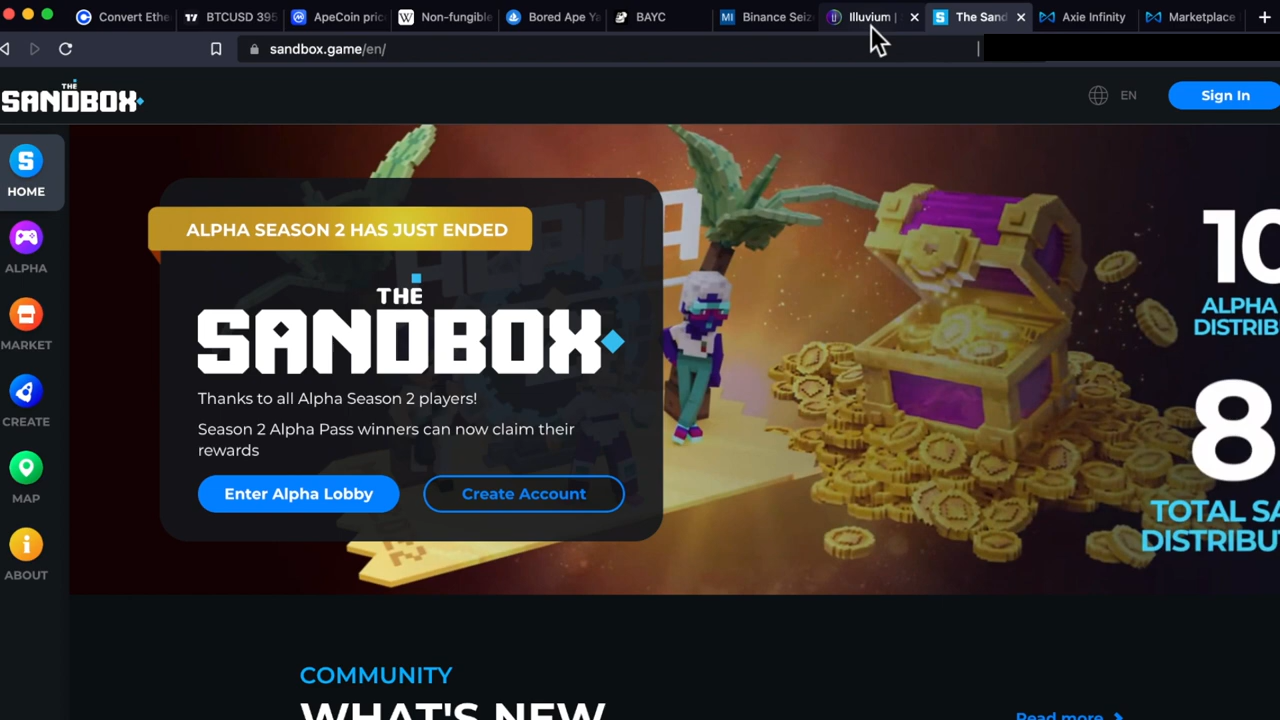 Convert Ethe
BTCUSD 395
ApeCoin pric
Non-fungible
Bored Ape Ya
BAYC
Binance Seiz
Illuvium |
The Sand
Axie Infinity
Marketplace
sandbox.game/en/
THE
SANDBOX
EN
Sign In
HOME
ALPHA
MARKET
CREATE
MAP
ABOUT
ALPHA SEASON 2 HAS JUST ENDED
THE
SANDBOX
Thanks to all Alpha Season 2 players!
Season 2 Alpha Pass winners can now claim their
rewards
Enter Alpha Lobby
Create Account
ALPHA
10
ALPHA
DISTRIB
8
TOTAL SA
DISTRIBUT
COMMUNITY
WHAT'S NEW
Read more